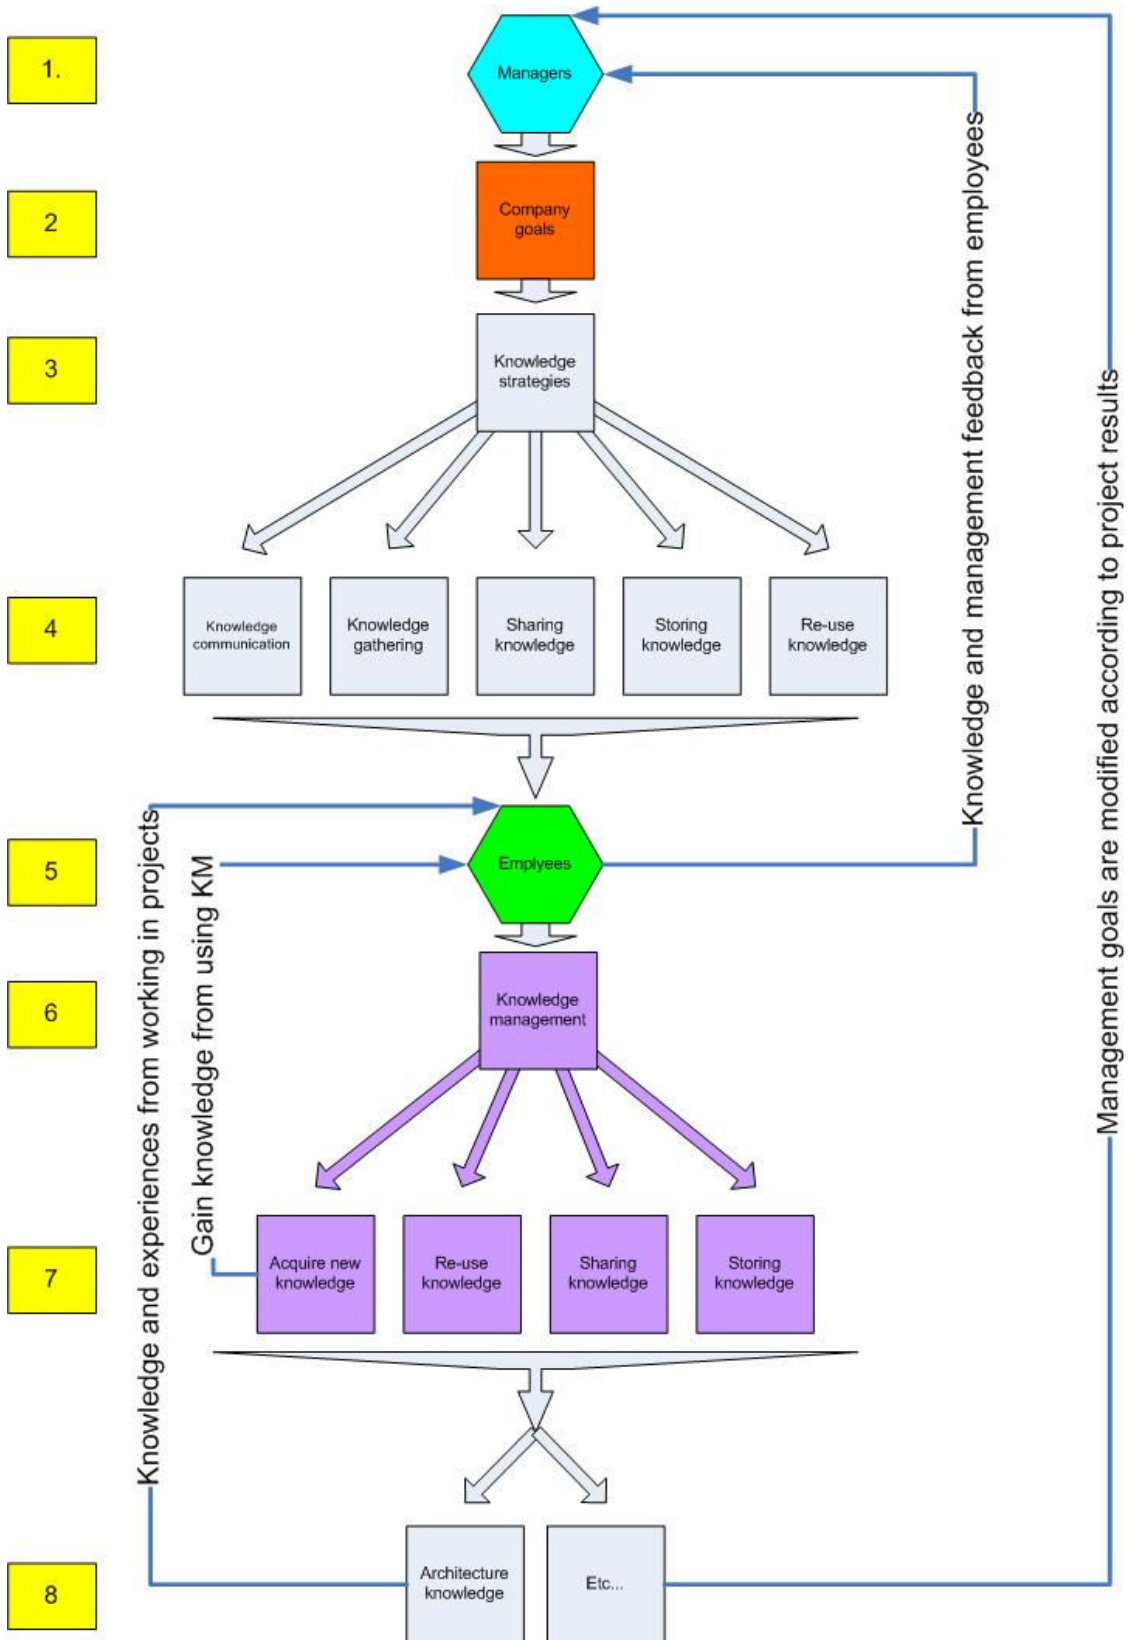 1.
Managers
2
Company
goals
3
Knowledge
strategies
4
Knowledge
communication
Knowledge
gathering
Sharing
knowledge
Storing
knowledge
Re-use
knowledge
5
Emplyees
6
Knowledge
management
7
Acquire new
knowledge
Re-use
knowledge
Sharing
knowledge
Storing
knowledge
8
Architecture
knowledge
Etc...
Knowledge and experiences from working in projects
Gain knowledge from using KM
Knowledge and management feedback from employees
Management goals are modified according to project results